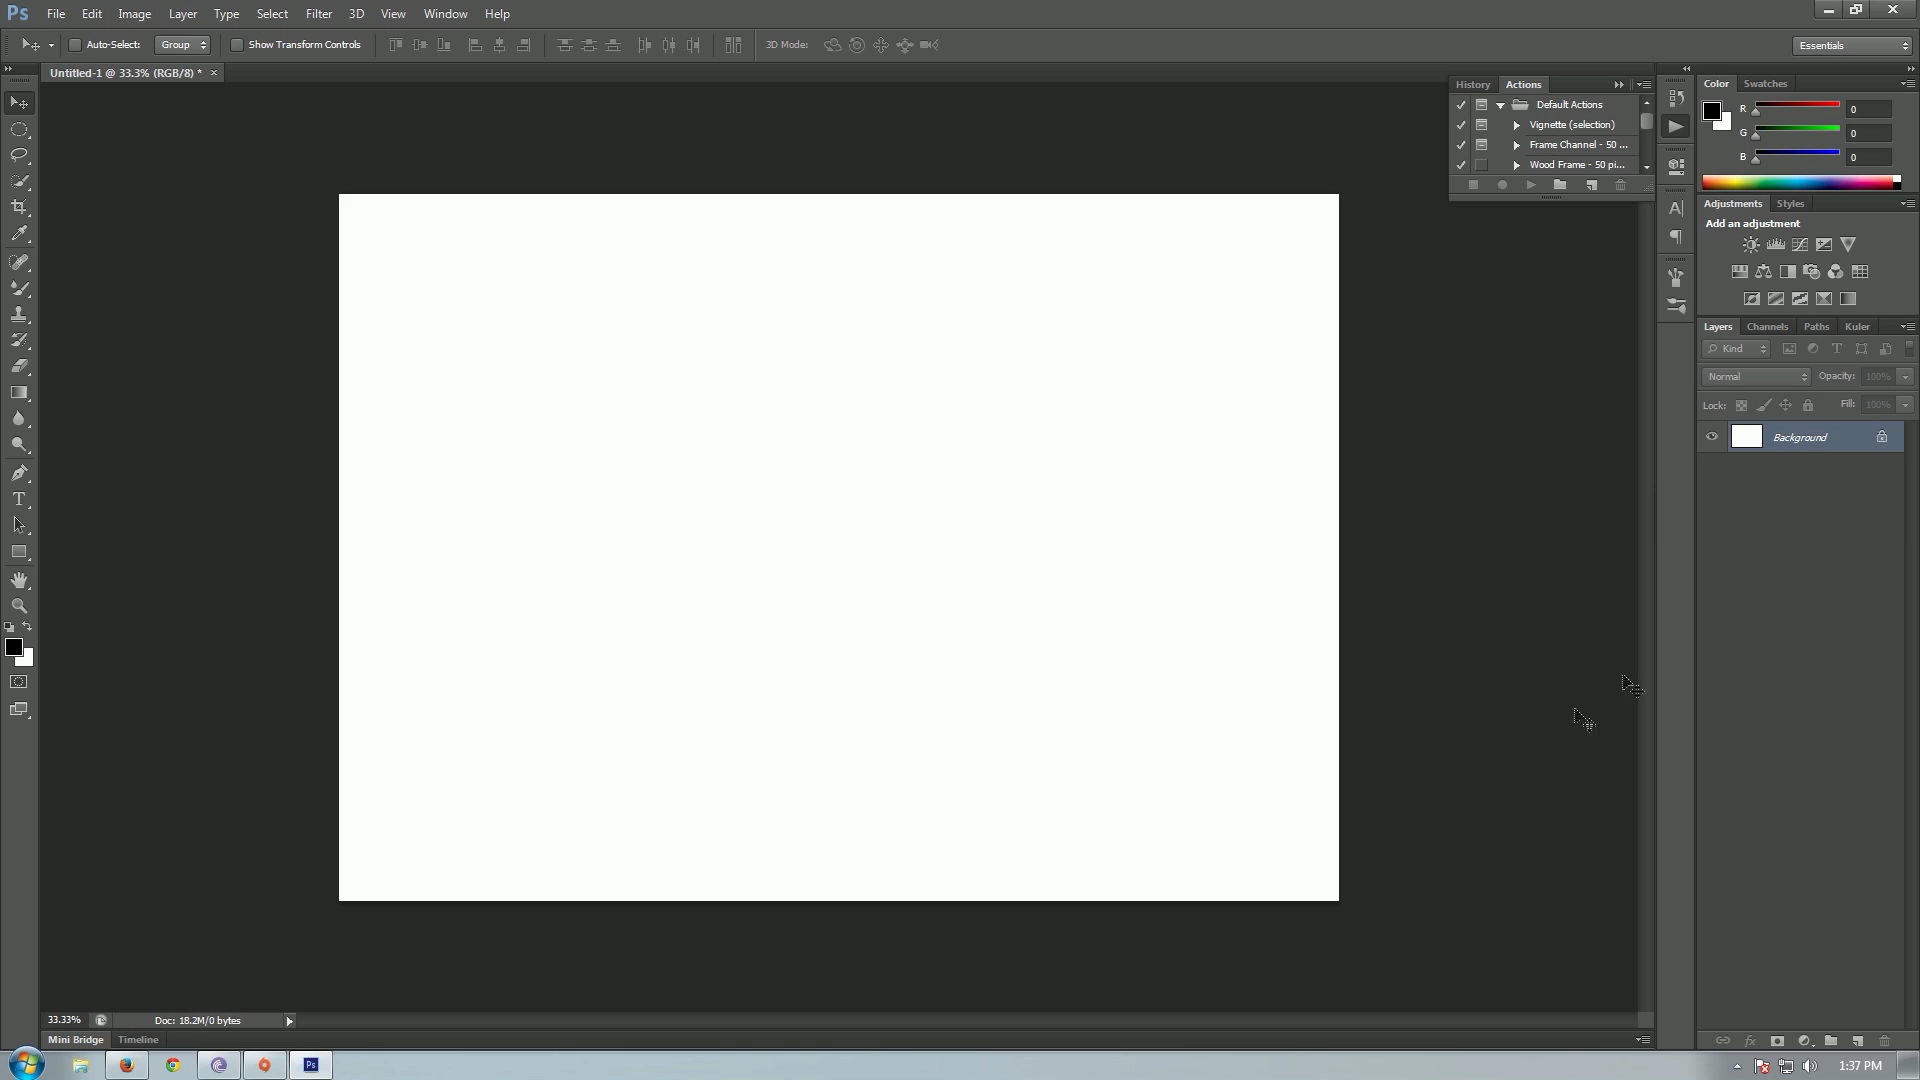 Ps File Edit Image Layer Type Select Filter 3D View Window Help
Auto-Select: Group Show Transform Controls 3D Mode: Essentials
Untitled-1 @ 33.3% (RGB/8) * ×
History Actions
Default Actions
Vignette (selection)
Frame Channel - 50 ...
Wood Frame - 50 pi...
Color Swatches
R 0
G 0
B 0
Adjustments Styles
Add an adjustment
Layers Channels Paths Kuler
Kind
Normal Opacity: 100%
Lock: Fill: 100%
Background
33.33% Doc: 18.2M/0 bytes
Mini Bridge Timeline
Ps 1:37 PM